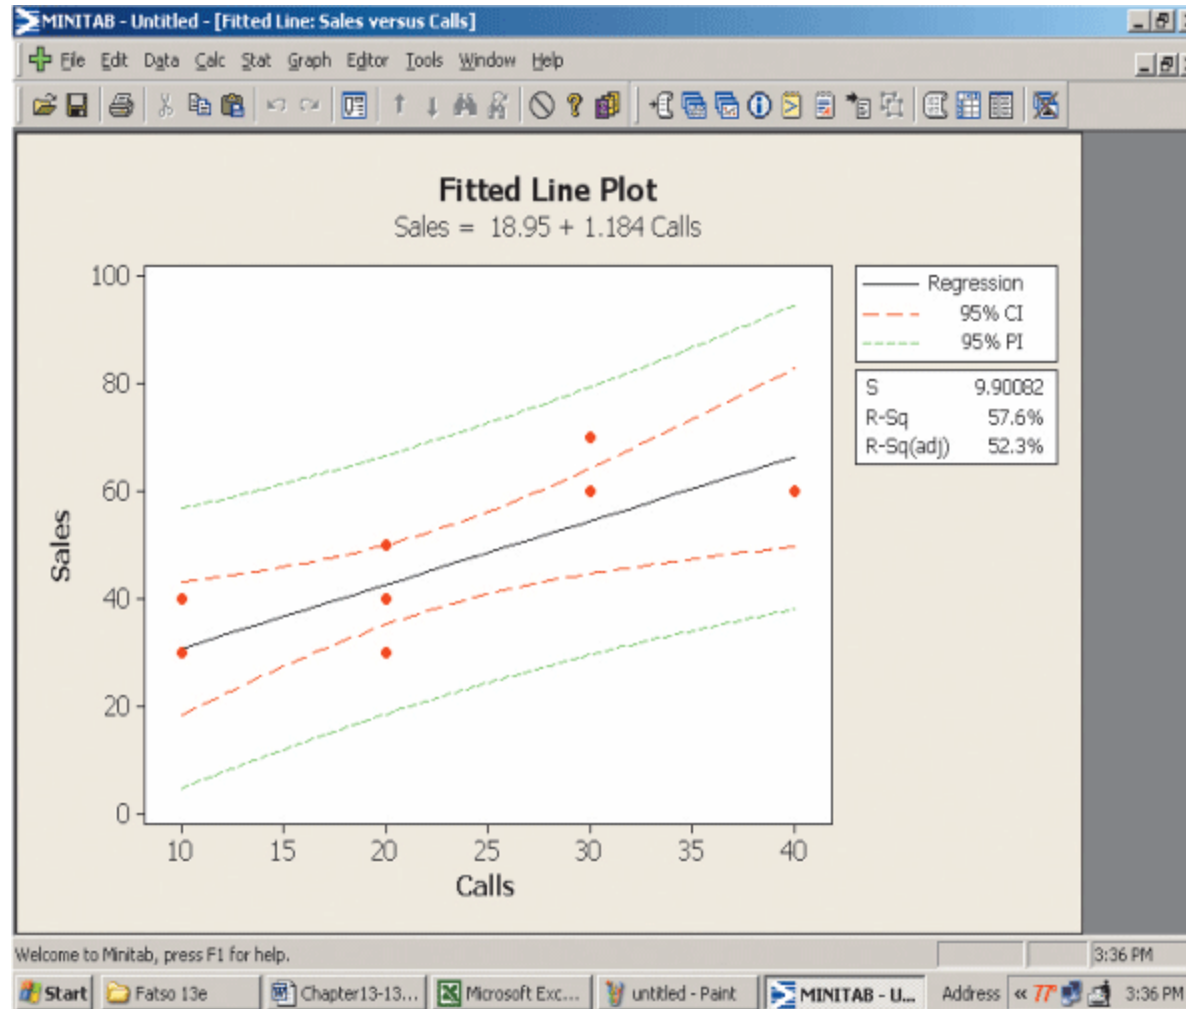 MINITAB - Untitled - [Fitted Line: Sales versus Calls]
File Edit Data Calc Stat Graph Editor Tools Window Help
Fitted Line Plot
Sales = 18.95 + 1.184 Calls
100
80
60
40
20
0
Sales
10 15 20 25 30 35 40
Calls
Regression
95% CI
95% PI
S 9.90082
R-Sq 57.6%
R-Sq(adj) 52.3%
Welcome to Minitab, press F1 for help.
3:36 PM
Start Fatso 13e Chapter13-13... Microsoft Exc... untitled - Paint MINITAB - U... Address « 77° 3:36 PM